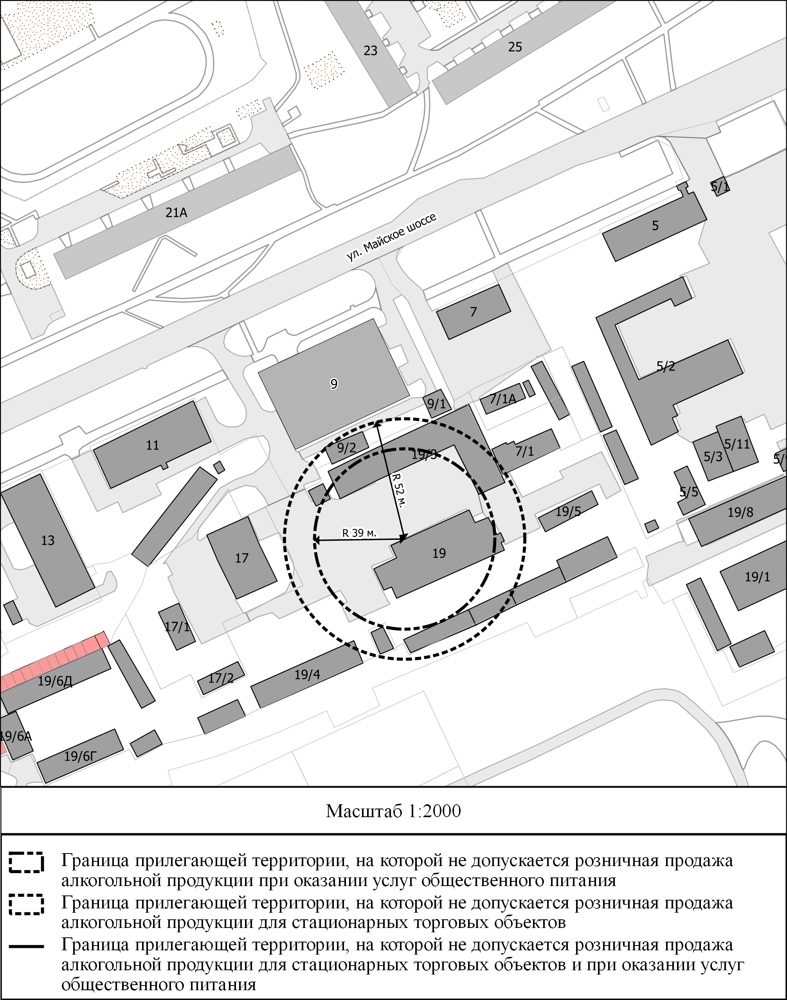 23
25
21А
5/1
5
ул. Майское шоссе
7
5/2
9
7/1А
9/1
11
9/2
19/3
7/1
5/11
5/3
R 52 м.
5/5
19/8
19/5
13
R 39 м.
19
17
19/1
17/1
19/4
17/2
19/6Д
19/6А
19/6Г
Масштаб 1:2000
Граница прилегающей территории, на которой не допускается розничная продажа
алкогольной продукции при оказании услуг общественного питания
Граница прилегающей территории, на которой не допускается розничная продажа
алкогольной продукции для стационарных торговых объектов
Граница прилегающей территории, на которой не допускается розничная продажа
алкогольной продукции для стационарных торговых объектов и при оказании услуг
общественного питания